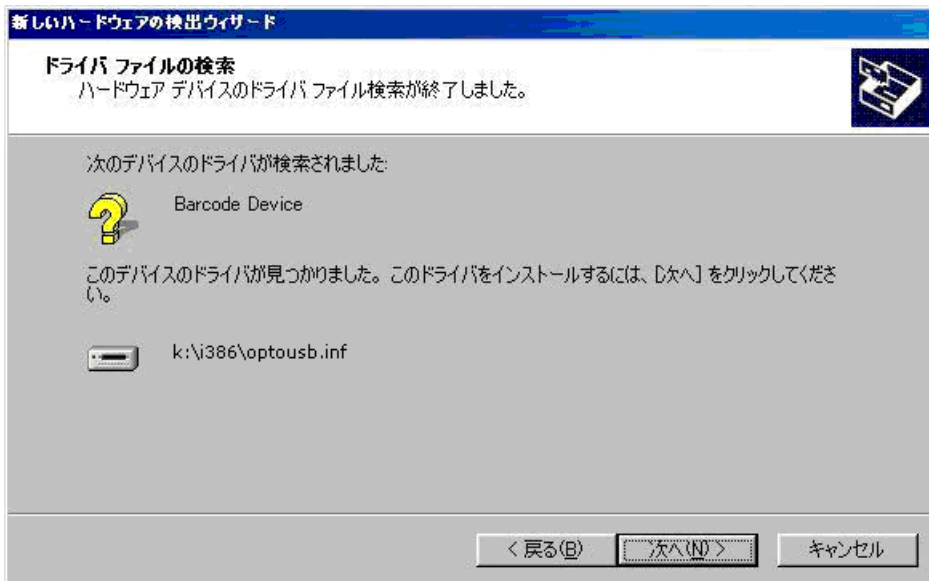 新しいハードウェアの検出ウィザード
ドライバ ファイルの検索
ハードウェア デバイスのドライバ ファイル検索が終了しました。
次のデバイスのドライバが検索されました:
Barcode Device
このデバイスのドライバが見つかりました。このドライバをインストールするには、[次へ] をクリックしてくださ
い。
k:\i386\optousb.inf
< 戻る(B) 次へ(N) > キャンセル